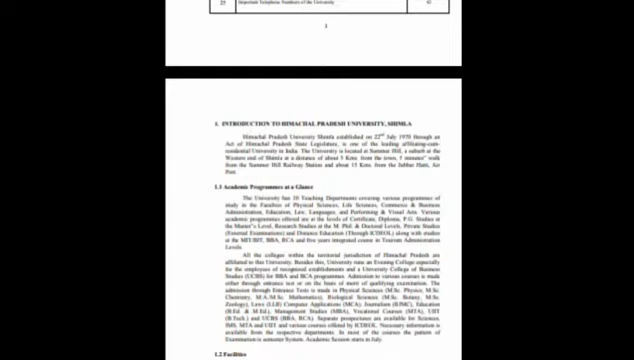 25 Important Telephone Numbers of the University 62
3
1. INTRODUCTION TO HIMACHAL PRADESH UNIVERSITY, SHIMLA
Himachal Pradesh University Shimla established on 22nd July 1970 through an
Act of Himachal Pradesh State Legislature, is one of the leading affiliating-cum-
residential University in India. The University is located at Summer Hill, a suburb at the
Western end of Shimla at a distance of about 5 Kms from the town, 5 minutes" walk
from the Summer Hill Railway Station and about 15 Kms from the Jubbar Hatti, Air
Port.
1.1 Academic Programmes at a Glance
The University has Teaching Departments covering various programmes of
study in the Faculties of Physical Sciences, Life Sciences, Commerce & Business
Administration, Education, Law, Languages, and Performing & Visual Arts. Various
academic programmes offered are at the levels of Certificate, Diploma, P.G. Studies at
the Master"s Level, Research Studies at the M. Phil. & Doctoral Levels, Private Studies
(External Examinations) and Distance Education (Through ICDEOL) along with studies
at the BBA, BCA and five years integrated course in Tourism Administration
Levels.
All the colleges within the territorial jurisdiction of Himachal Pradesh are
affiliated to this University. Besides this, University runs an Evening College especially
for the employees of recognized establishments and a University College of Business
Studies (UCBS) for BBA and BCA programmes. Admission to various courses is made
either through entrance test or on the basis of merit of qualifying examination. The
admission through Entrance Tests is made in Physical Sciences (M.Sc. Physics, M.Sc.
Chemistry, M.A/M.Sc. Mathematics), Biological Sciences (M.Sc. Botany, M.Sc.
Zoology), Laws (LLB) Computer Applications (MCA), Journalism (BJMC), Education
(B.Ed. & M.Ed.), Management Studies (MBA), Vocational Courses (MTA), UIIT
(B.Tech.) and UCBS (BBA, BCA). Separate prospectuses are available for Sciences,
IMS, MTA and UIIT and various courses offered by ICDEOL. Necessary information is
available from the respective departments. In most of the courses the pattern of
Examination is semester System. Academic Session starts in July.
1.2 Facilities